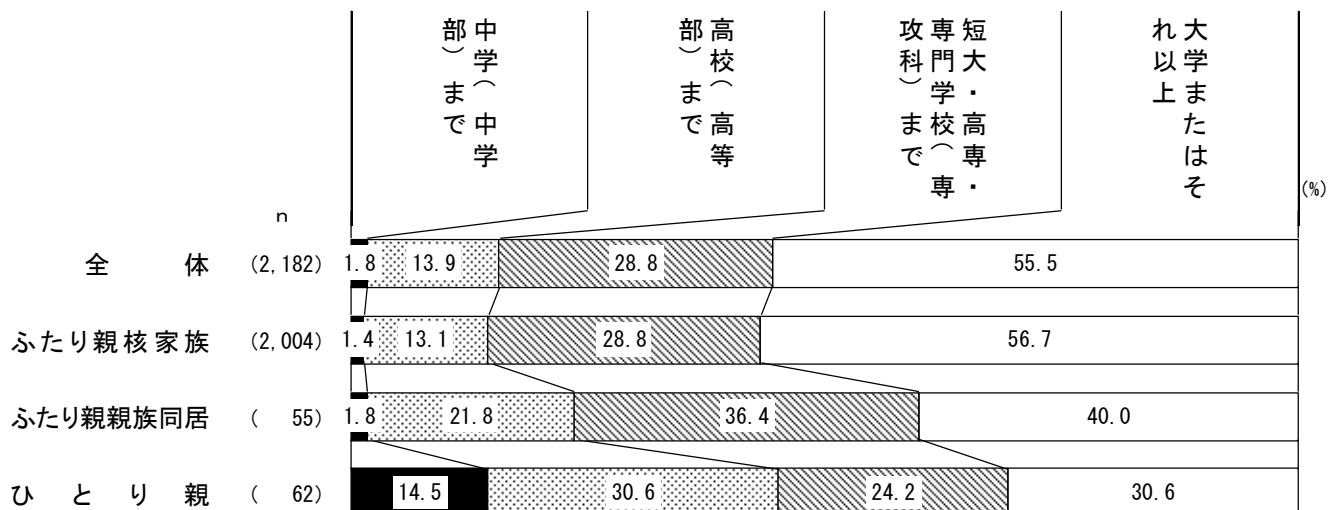 中学（中学
部）まで
高校（高等
部）まで
短大・高専・
専門学校（専
攻科）まで
大学またはそ
れ以上
(%)
n
全体 (2,182) 1.8 13.9 28.8 55.5
ふたり親核家族 (2,004) 1.4 13.1 28.8 56.7
ふたり親親族同居 ( 55) 1.8 21.8 36.4 40.0
ひとり親 ( 62) 14.5 30.6 24.2 30.6